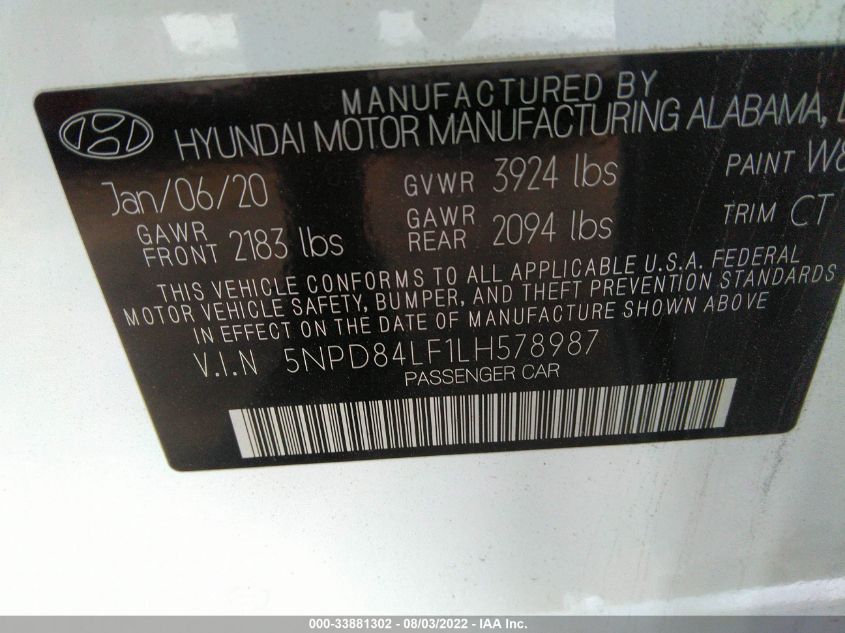 MANUFACTURED BY
HYUNDAI MOTOR MANUFACTURING ALABAMA,
Jan/06/20 GVWR 3924 lbs PAINT
GAWR FRONT 2183 lbs GAWR REAR 2094 lbs TRIM CT
THIS VEHICLE CONFORMS TO ALL APPLICABLE U.S.A. FEDERAL
MOTOR VEHICLE SAFETY, BUMPER, AND THEFT PREVENTION STANDARDS
IN EFFECT ON THE DATE OF MANUFACTURE SHOWN ABOVE
V.I.N 5NPD84LF1LH578987
PASSENGER CAR
000-33881302 - 08/03/2022 - IAA Inc.